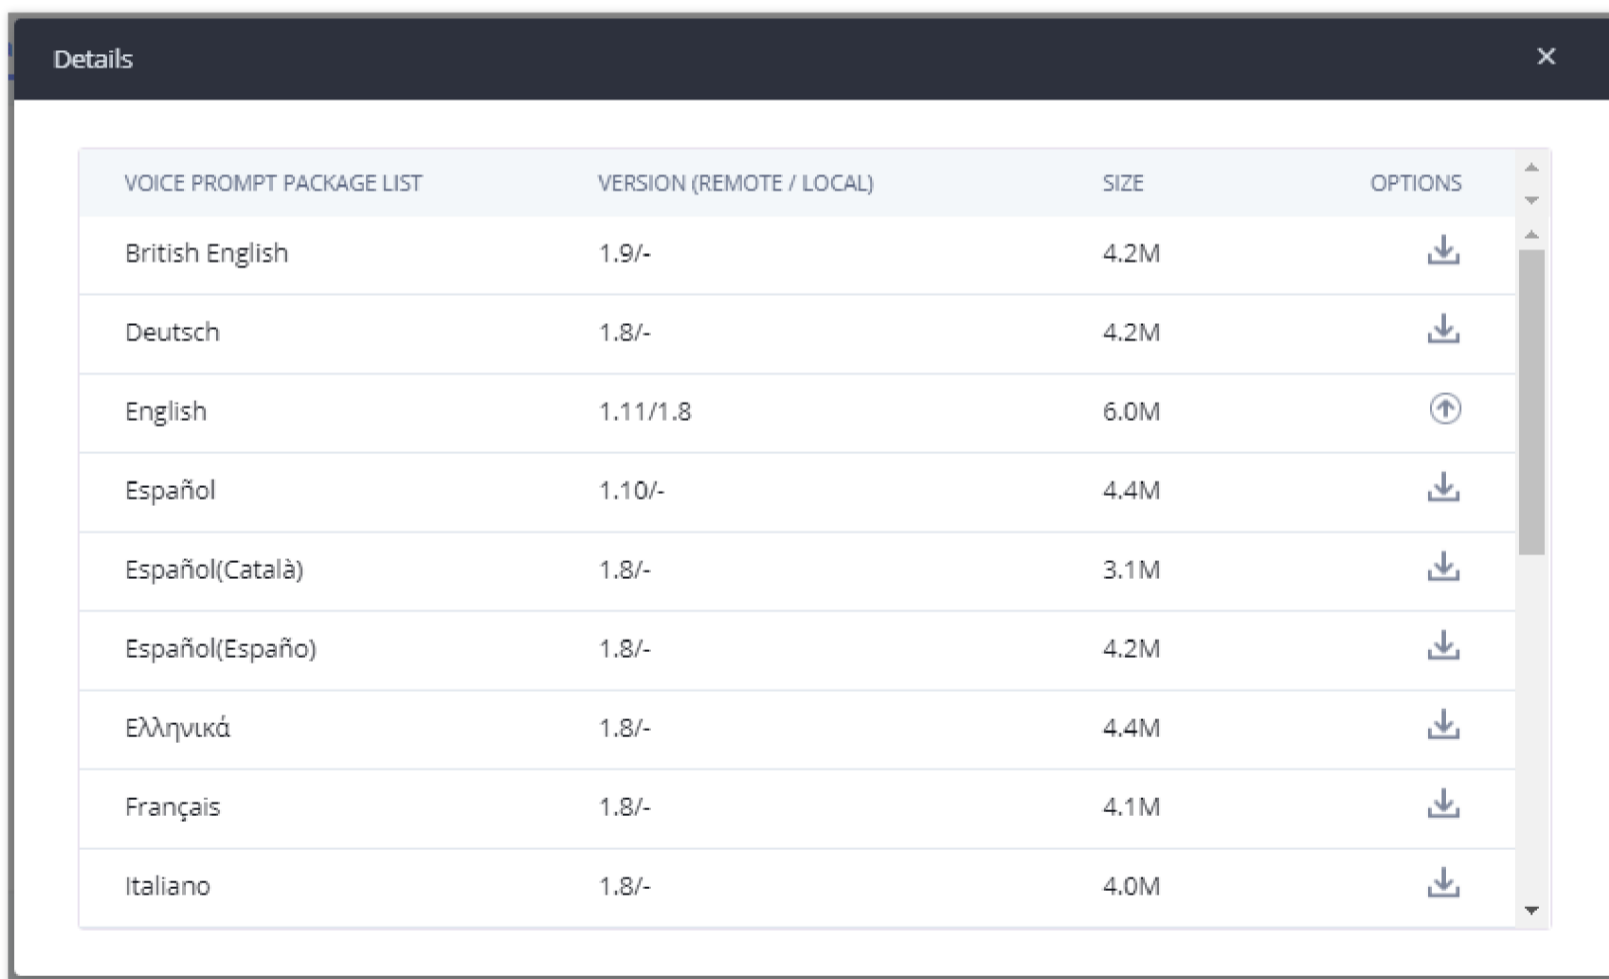 Details
VOICE PROMPT PACKAGE LIST VERSION (REMOTE / LOCAL) SIZE OPTIONS
British English 1.9/- 4.2M
Deutsch 1.8/- 4.2M
English 1.11/1.8 6.0M
Español 1.10/- 4.4M
Español(Català) 1.8/- 3.1M
Español(Españo) 1.8/- 4.2M
Ελληνικά 1.8/- 4.4M
Français 1.8/- 4.1M
Italiano 1.8/- 4.0M